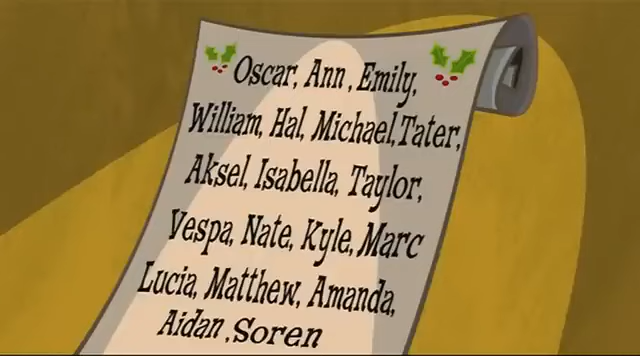 Oscar, Ann, Emily,
William, Hal, Michael, Tater,
Aksel, Isabella, Taylor,
Vespa, Nate, Kyle, Marc
Lucia, Matthew, Amanda,
Aidan, Soren